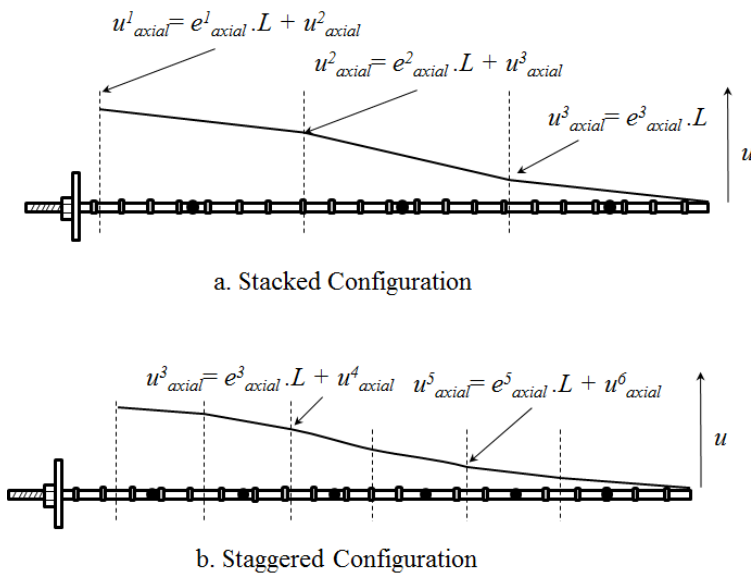 u¹axial= e¹axial.L + u²axial
u²axial= e²axial.L + u³axial
u³axial= e³axial.L
u
a. Stacked Configuration
u³axial= e³axial.L + u⁴axial
u⁵axial= e⁵axial.L + u⁶axial
u
b. Staggered Configuration